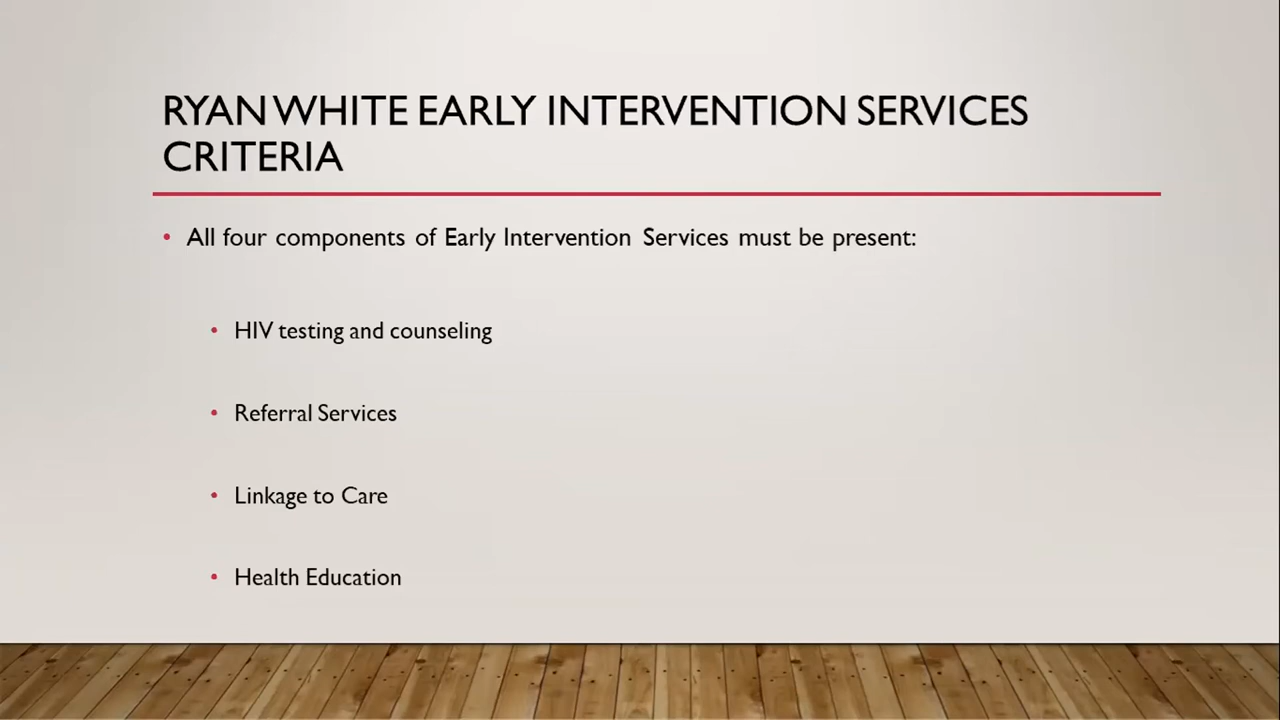 RYAN WHITE EARLY INTERVENTION SERVICES
CRITERIA
• All four components of Early Intervention Services must be present:
• HIV testing and counseling
• Referral Services
• Linkage to Care
• Health Education